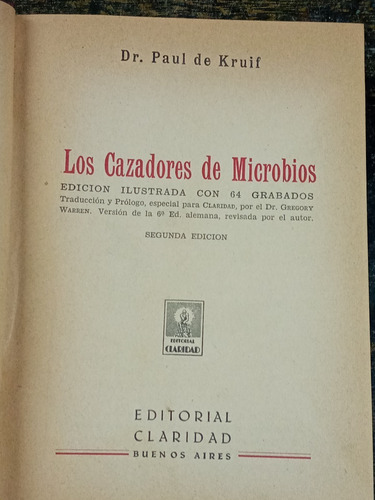 Dr. Paul de Kruif
Los Cazadores de Microbios
EDICION ILUSTRADA CON 64 GRABADOS
Traducción y Prólogo, especial para CLARIDAD, por el Dr. GREGORY
WARREN. Versión de la 6ª Ed. alemana, revisada por el autor.
SEGUNDA EDICION
EDITORIAL
CLARIDAD
EDITORIAL
CLARIDAD
BUENOS AIRES